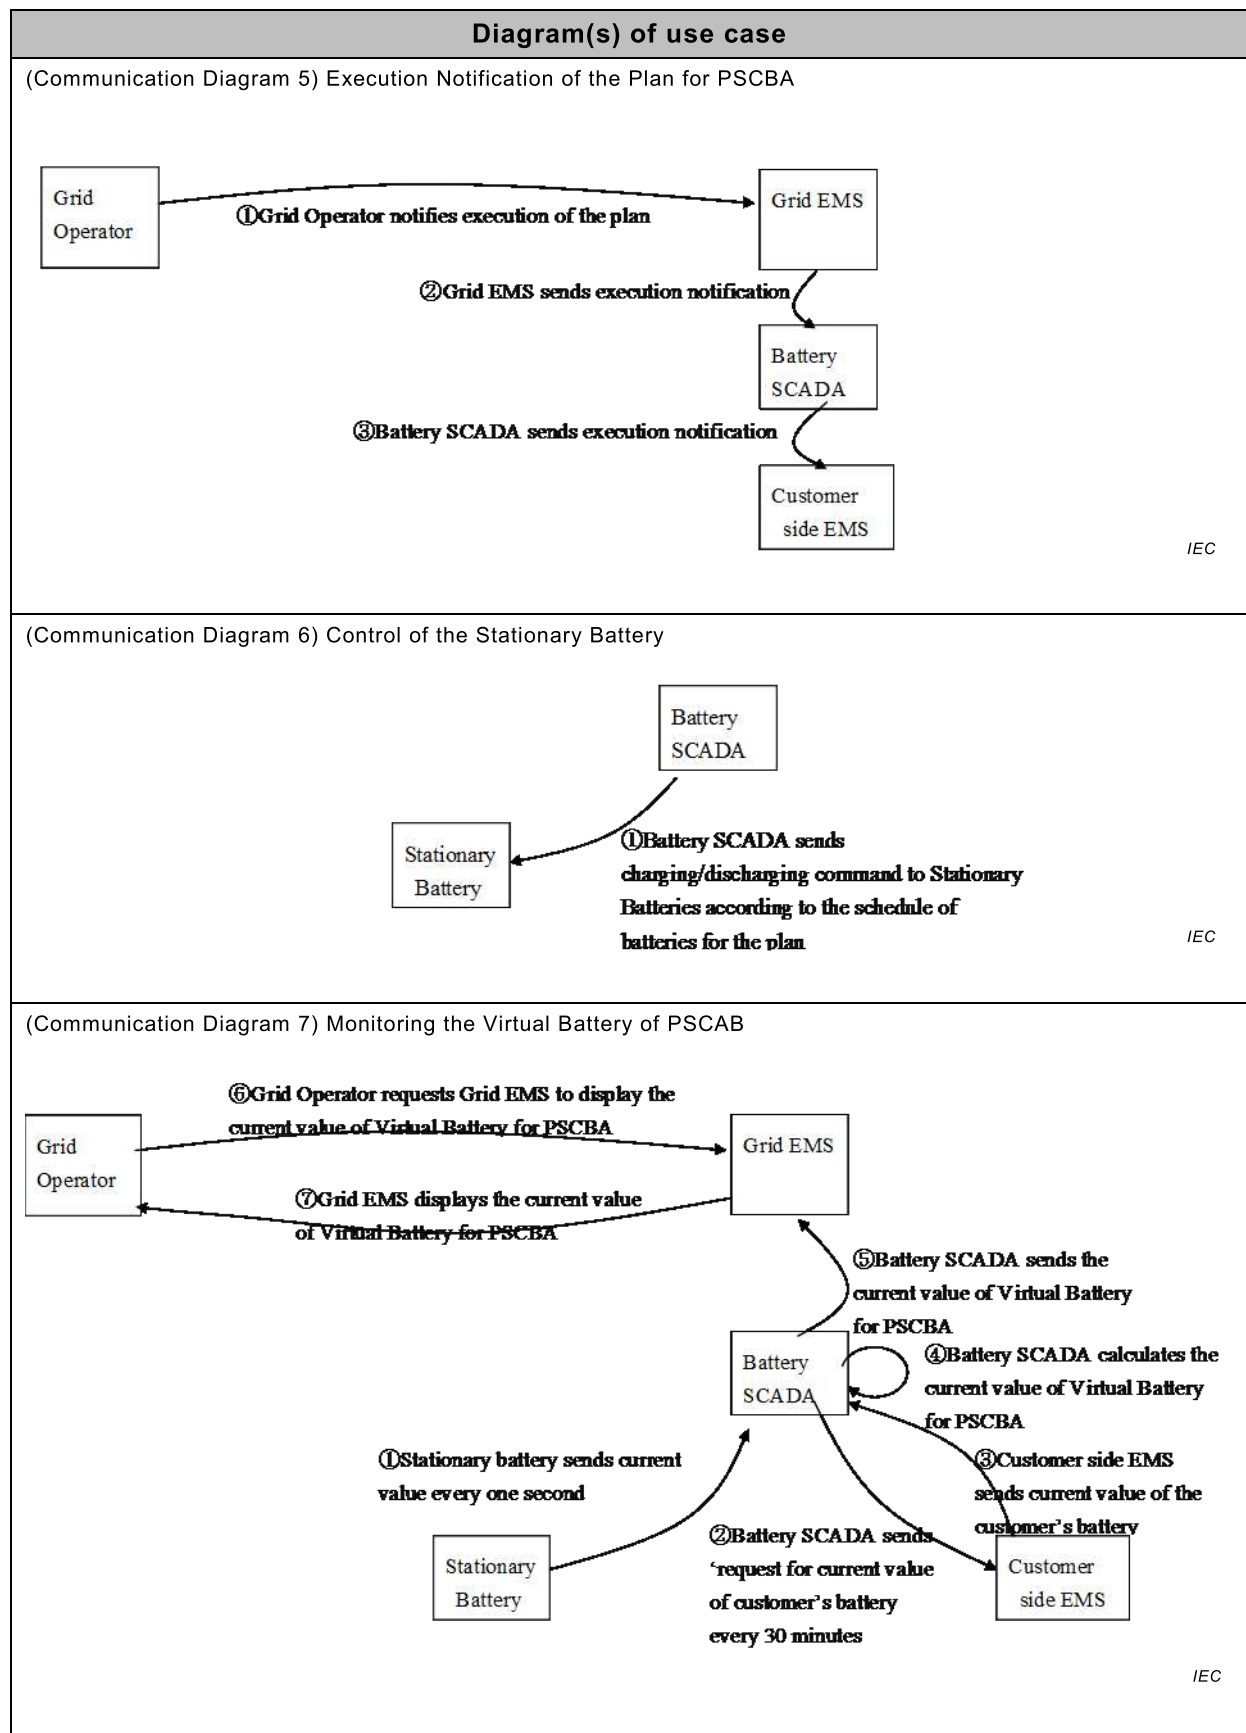 Diagram(s) of use case
(Communication Diagram 5) Execution Notification of the Plan for PSCBA
Grid
Operator
①Grid Operator notifies execution of the plan
Grid EMS
②Grid EMS sends execution notification
Battery
SCADA
③Battery SCADA sends execution notification
Customer
side EMS
IEC
(Communication Diagram 6) Control of the Stationary Battery
Battery
SCADA
Stationary
Battery
①Battery SCADA sends
charging/discharging command to Stationary
Batteries according to the schedule of
batteries for the plan
IEC
(Communication Diagram 7) Monitoring the Virtual Battery of PSCAB
⑥Grid Operator requests Grid EMS to display the
current value of Virtual Battery for PSCBA
Grid
Operator
Grid EMS
⑦Grid EMS displays the current value
of Virtual Battery for PSCBA
⑤Battery SCADA sends the
current value of Virtual Battery
for PSCBA
Battery
SCADA
④Battery SCADA calculates the
current value of Virtual Battery
for PSCBA
①Stationary battery sends current
value every one second
③Customer side EMS
sends current value of the
customer's battery
Stationary
Battery
②Battery SCADA sends
‘request for current value
of customer's battery
every 30 minutes
Customer
side EMS
IEC